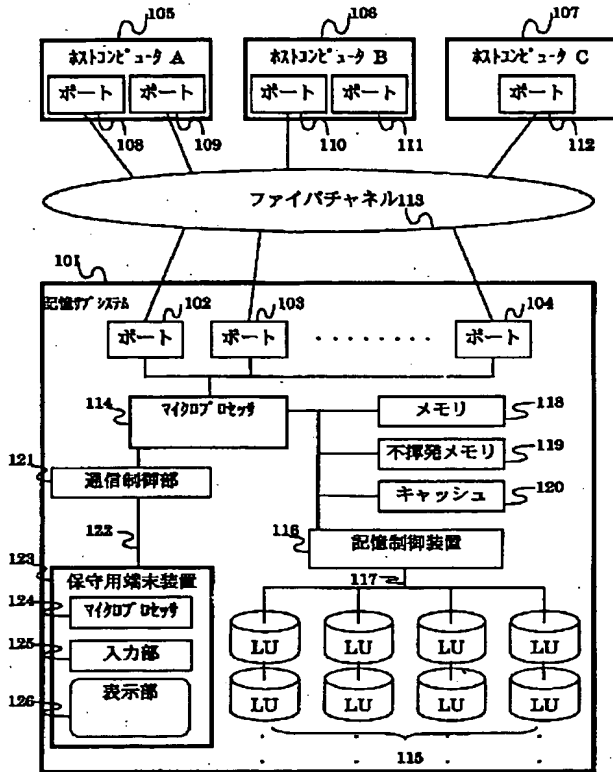 105
106
107
ホストコンピュータ A
ホストコンピュータ B
ホストコンピュータ C
ポート
ポート
ポート
ポート
ポート
108
109
110
111
112
ファイバチャネル113
101
記憶サブシステム
102
103
104
ポート
ポート
ポート
114
マイクロプロセッサ
メモリ
118
不揮発メモリ
119
キャッシュ
120
121
通信制御部
122
116
記憶制御装置
117
123
保守用端末装置
124
マイクロプロセッサ
125
入力部
126
表示部
LU
LU
LU
LU
LU
LU
LU
LU
115